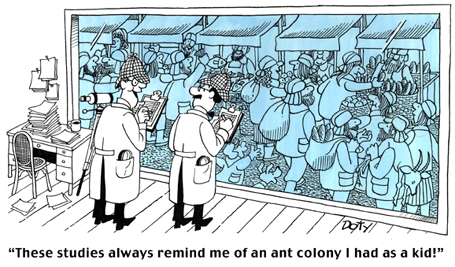 Doty
"These studies always remind me of an ant colony I had as a kid!"